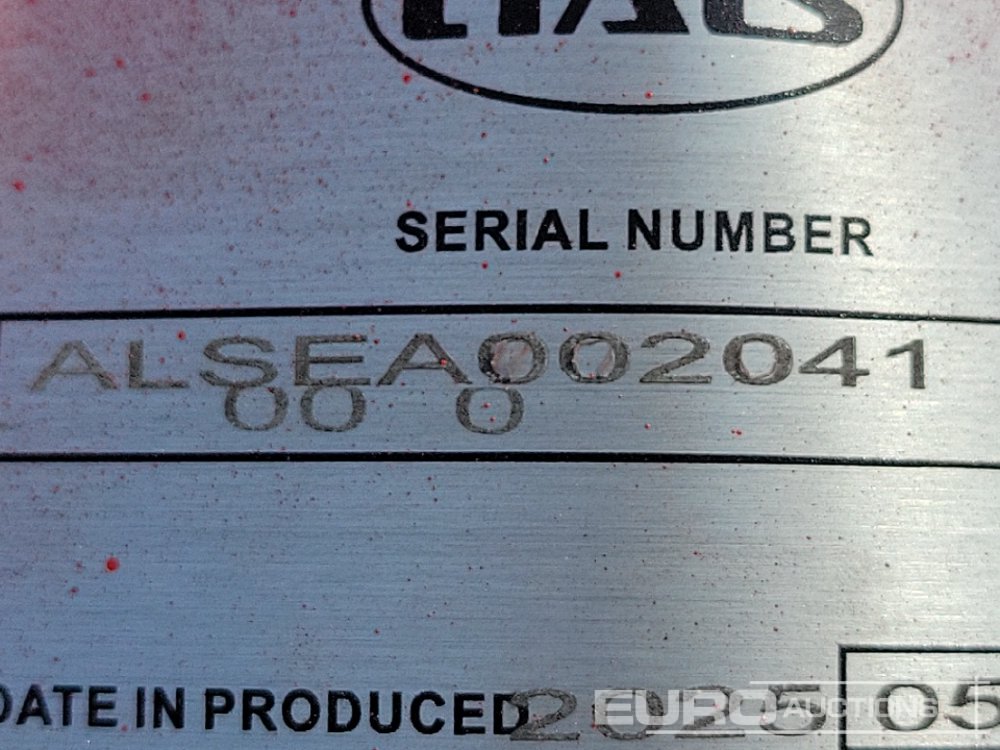 SERIAL NUMBER
ALSEA002041
00 0
DATE IN PRODUCED 2025 05
EURO AUCTIONS